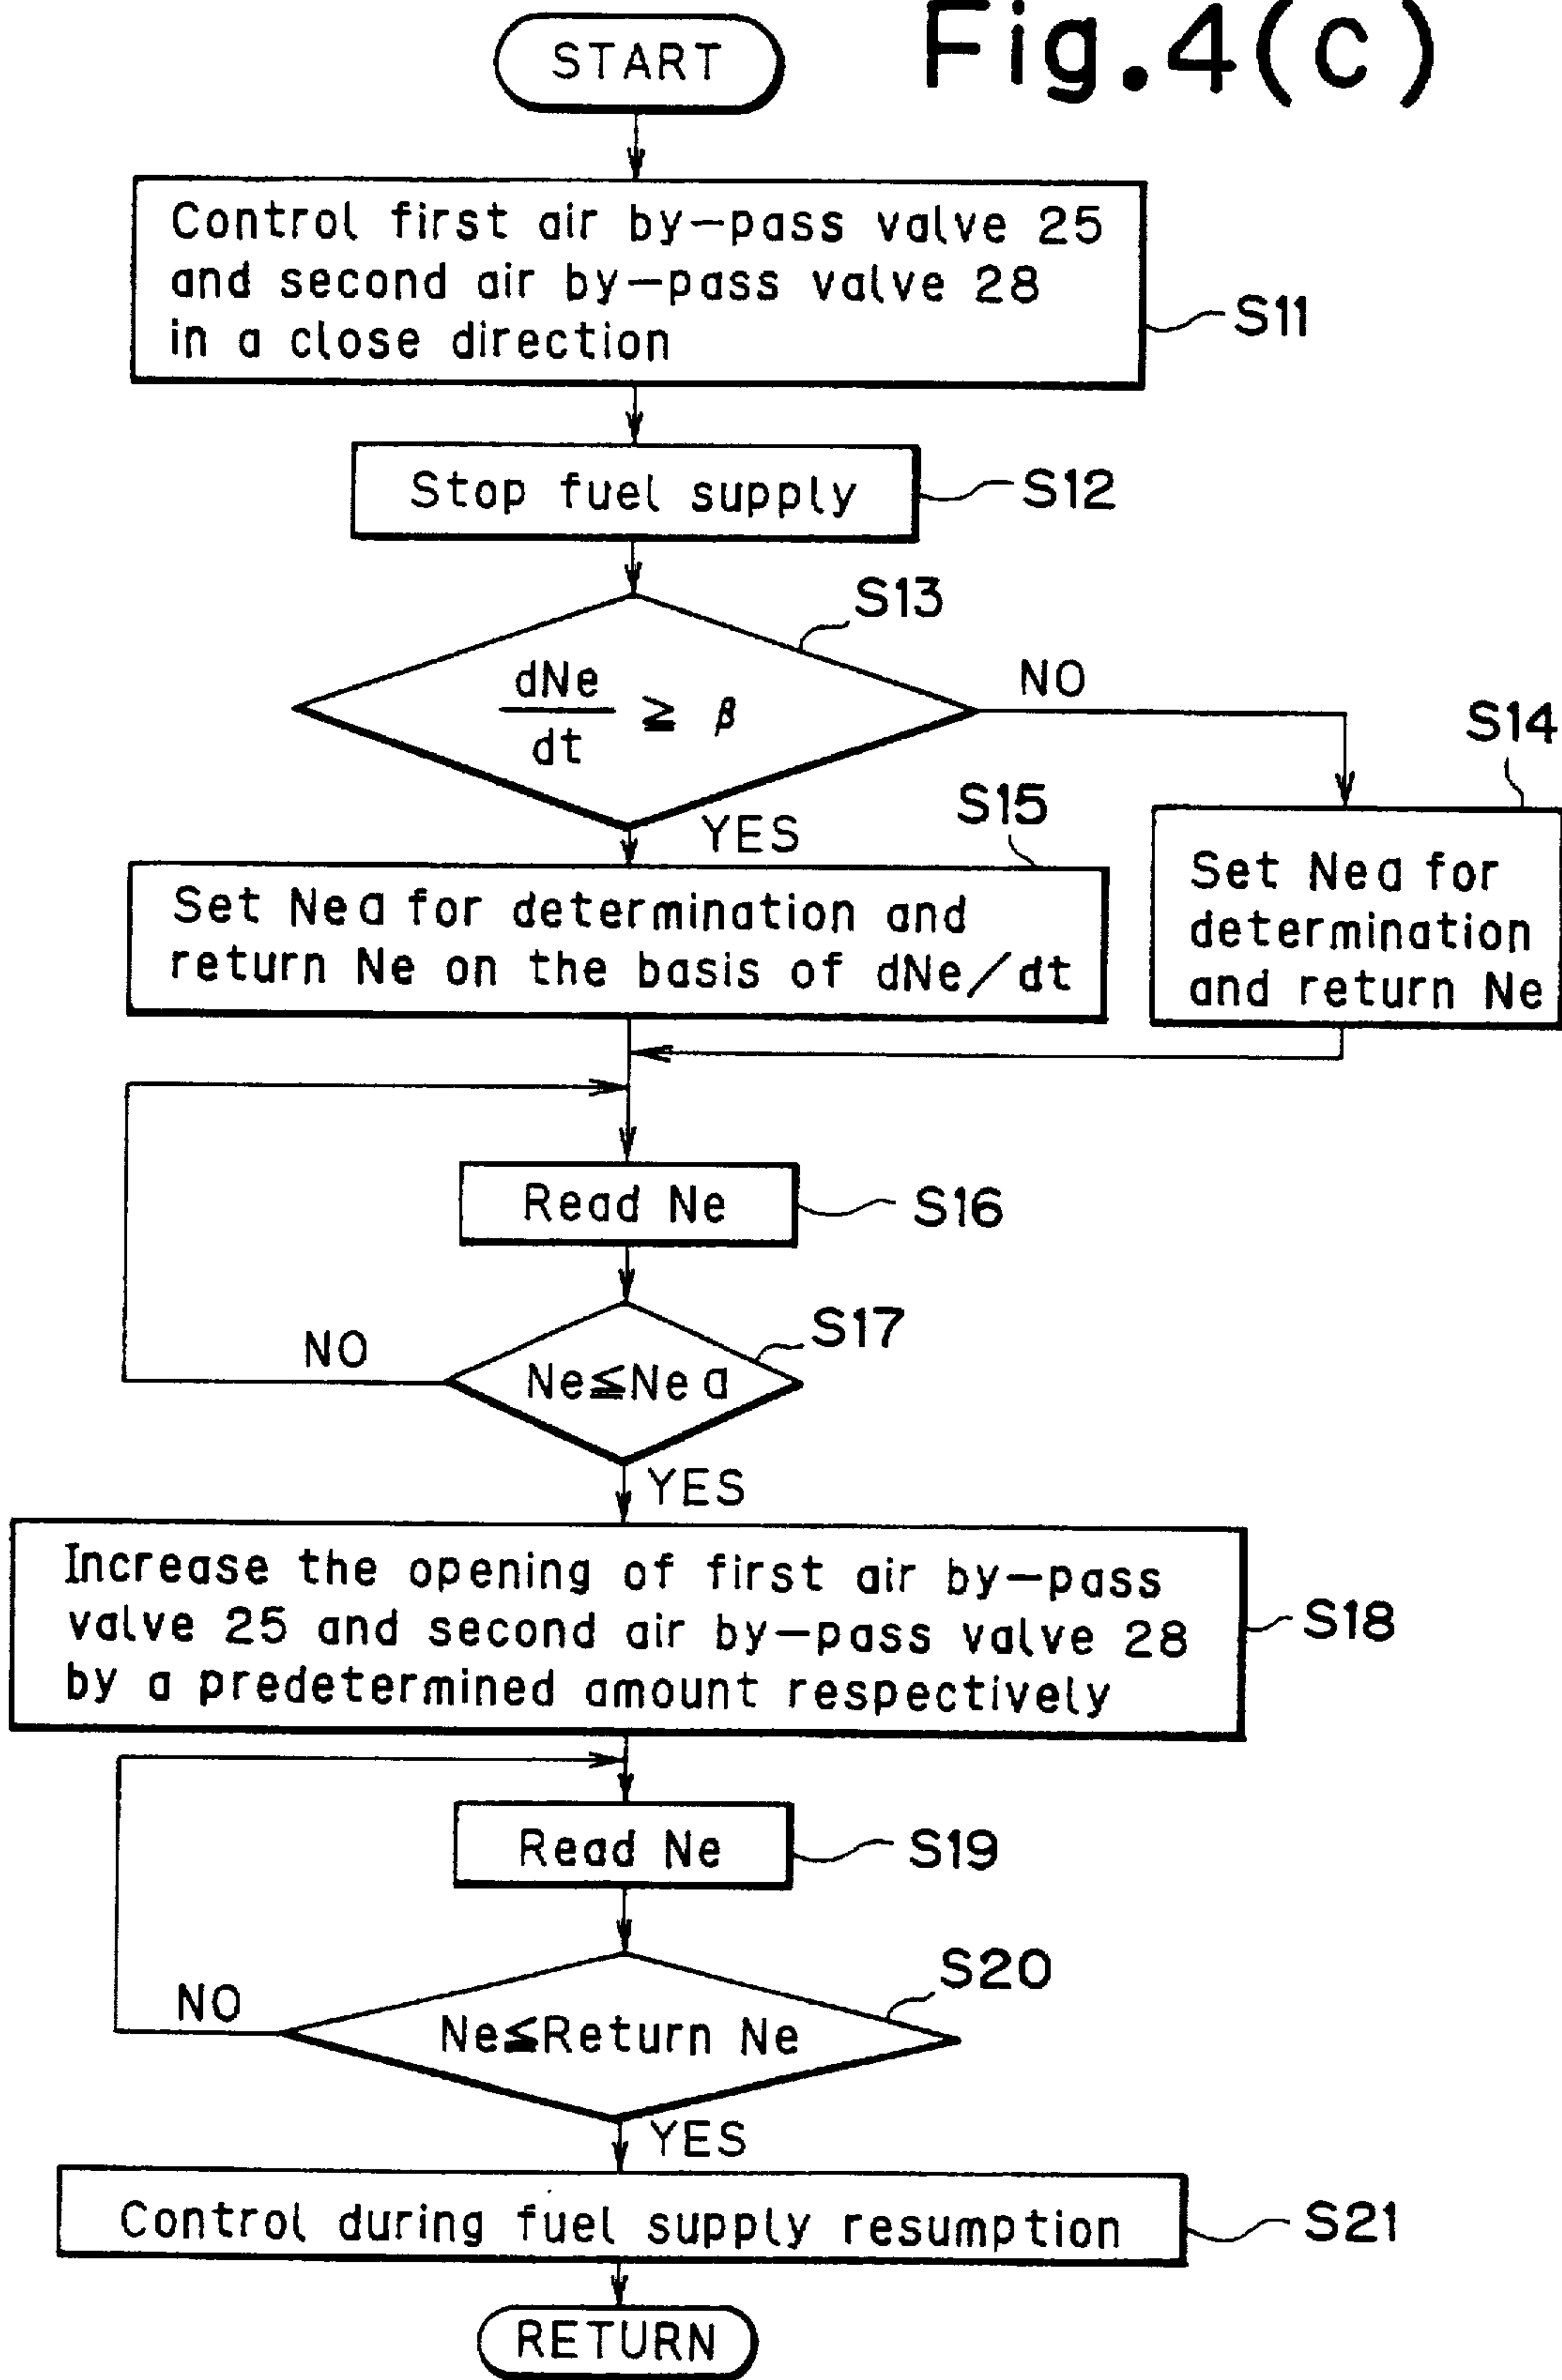 Fig.4(c)
START
Control first air by-pass valve 25
and second air by-pass valve 28
in a close direction
S11
Stop fuel supply
S12
S13
dNe
dt
≧ β
NO
S14
YES
S15
Set Nea for determination and
return Ne on the basis of dNe/dt
Set Nea for
determination
and return Ne
Read Ne
S16
S17
NO
Ne≦Nea
YES
Increase the opening of first air by-pass
valve 25 and second air by-pass valve 28
by a predetermined amount respectively
S18
Read Ne
S19
S20
NO
Ne≦Return Ne
YES
Control during fuel supply resumption
S21
RETURN